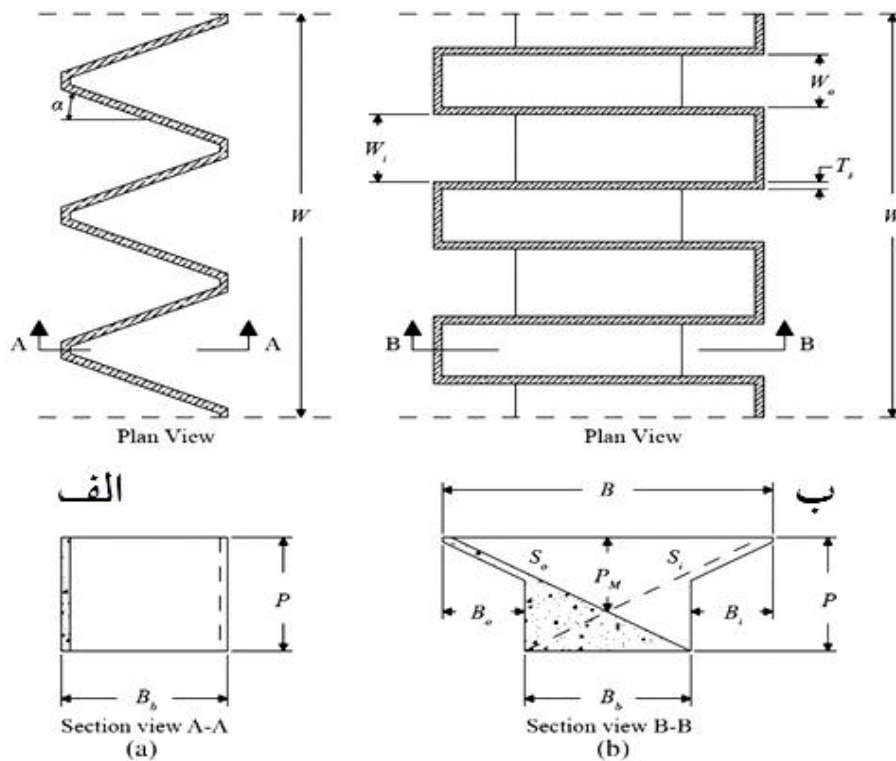 α
W
A A
Plan View
W_o
W_i
T_s
W
B B
Plan View
الف
P
B_b
Section view A-A
(a)
ب
B
S_o
P_M
S_i
P
B_o
B_i
B_b
Section view B-B
(b)